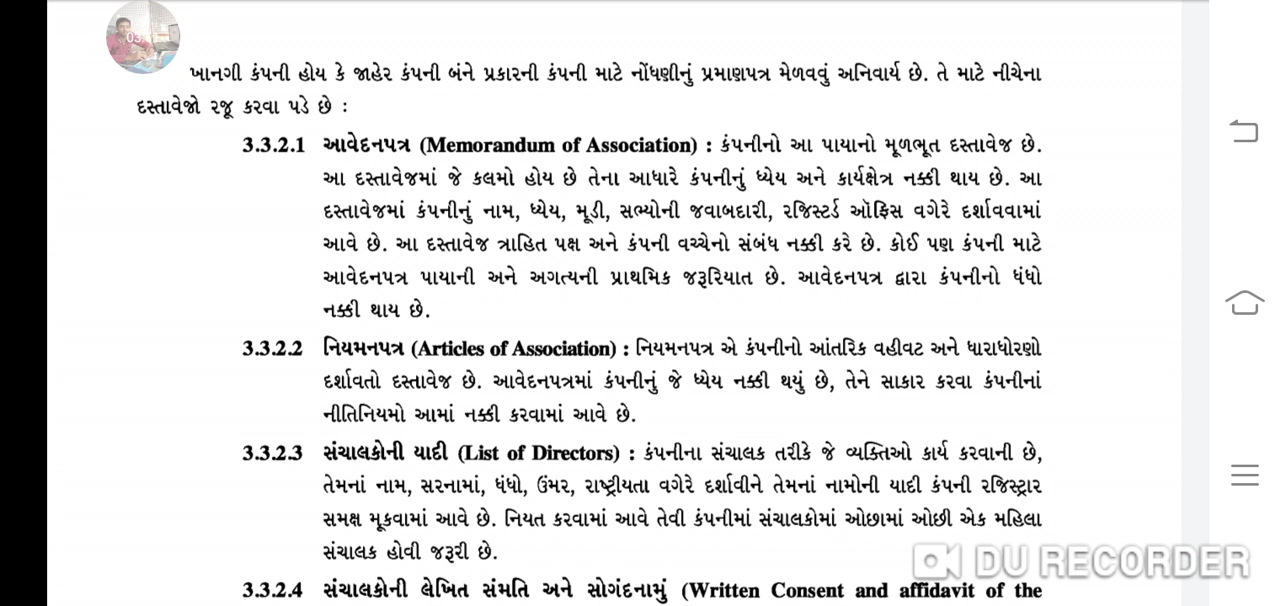 ખાનગી કંપની હોય કે જાહેર કંપની બંને પ્રકારની કંપની માટે નોંધણીનું પ્રમાણપત્ર મેળવવું અનિવાર્ય છે. તે માટે નીચેના
દસ્તાવેજો રજૂ કરવા પડે છે :
3.3.2.1 આવેદનપત્ર (Memorandum of Association) : કંપનીનો આ પાયાનો મૂળભૂત દસ્તાવેજ છે.
આ દસ્તાવેજમાં જે કલમો હોય છે તેના આધારે કંપનીનું ધ્યેય અને કાર્યક્ષેત્ર નક્કી થાય છે. આ
દસ્તાવેજમાં કંપનીનું નામ, ધ્યેય, મૂડી, સભ્યોની જવાબદારી, રજિસ્ટર્ડ ઑફિસ વગેરે દર્શાવવામાં
આવે છે. આ દસ્તાવેજ ત્રાહિત પક્ષ અને કંપની વચ્ચેનો સંબંધ નક્કી કરે છે. કોઈ પણ કંપની માટે
આવેદનપત્ર પાયાની અને અગત્યની પ્રાથમિક જરૂરિયાત છે. આવેદનપત્ર દ્વારા કંપનીનો ધંધો
નક્કી થાય છે.
3.3.2.2 નિયમનપત્ર (Articles of Association) : નિયમનપત્ર એ કંપનીનો આંતરિક વહીવટ અને ધારાધોરણો
દર્શાવતો દસ્તાવેજ છે. આવેદનપત્રમાં કંપનીનું જે ધ્યેય નક્કી થયું છે, તેને સાકાર કરવા કંપનીનાં
નીતિનિયમો આમાં નક્કી કરવામાં આવે છે.
3.3.2.3 સંચાલકોની યાદી (List of Directors) : કંપનીના સંચાલક તરીકે જે વ્યક્તિઓ કાર્ય કરવાની છે,
તેમનાં નામ, સરનામાં, ધંધો, ઉંમર, રાષ્ટ્રીયતા વગેરે દર્શાવીને તેમનાં નામોની યાદી કંપની રજિસ્ટ્રાર
સમક્ષ મૂકવામાં આવે છે. નિયત કરવામાં આવે તેવી કંપનીમાં સંચાલકોમાં ઓછામાં ઓછી એક મહિલા
સંચાલક હોવી જરૂરી છે.
DU RECORDER
3.3.2.4 સંચાલકોની લેખિત સંમતિ અને સોગંદનામું (Written Consent and affidavit of the